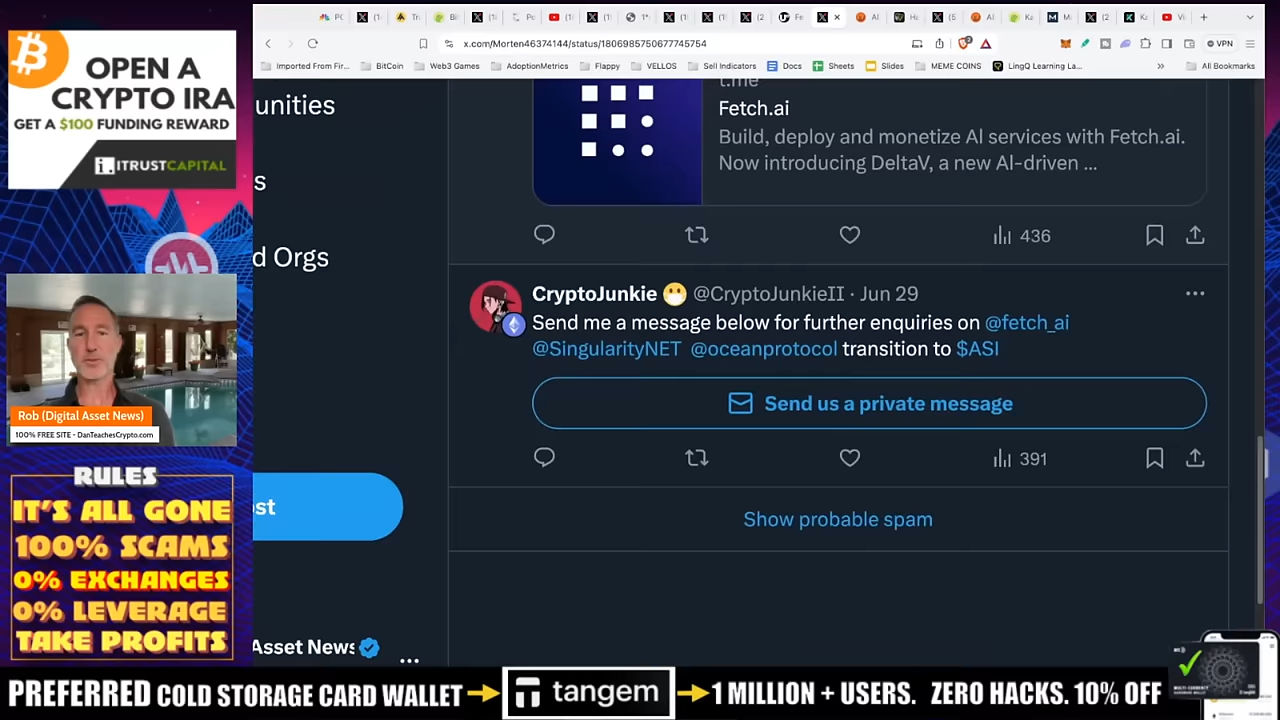 OPEN A
CRYPTO IRA
GET A $100 FUNDING REWARD
i. ITRUSTCAPITAL
Rob (Digital Asset News)
100% FREE SITE - DanTeachesCrypto.com
RULES
IT'S ALL GONE
100% SCAMS
0% EXCHANGES
0% LEVERAGE
TAKE PROFITS
x.com/Morten46374144/status/1806985750677745754
VPN
Imported From Fir...
BitCoin
Web3 Games
AdoptionMetrics
Flappy
VELLOS
Sell Indicators
Docs
Sheets
Slides
MEME COINS
LingQ Learning La...
»
All Bookmarks
unities
s
d Orgs
st
Asset News
t.me
Fetch.ai
Build, deploy and monetize AI services with Fetch.ai.
Now introducing DeltaV, a new AI-driven ...
436
CryptoJunkie 😷 @CryptoJunkieII · Jun 29
Send me a message below for further enquiries on @fetch_ai
@SingularityNET @oceanprotocol transition to $ASI
Send us a private message
391
Show probable spam
PREFERRED COLD STORAGE CARD WALLET tangem 1 MILLION + USERS. ZERO HACKS. 10% OFF